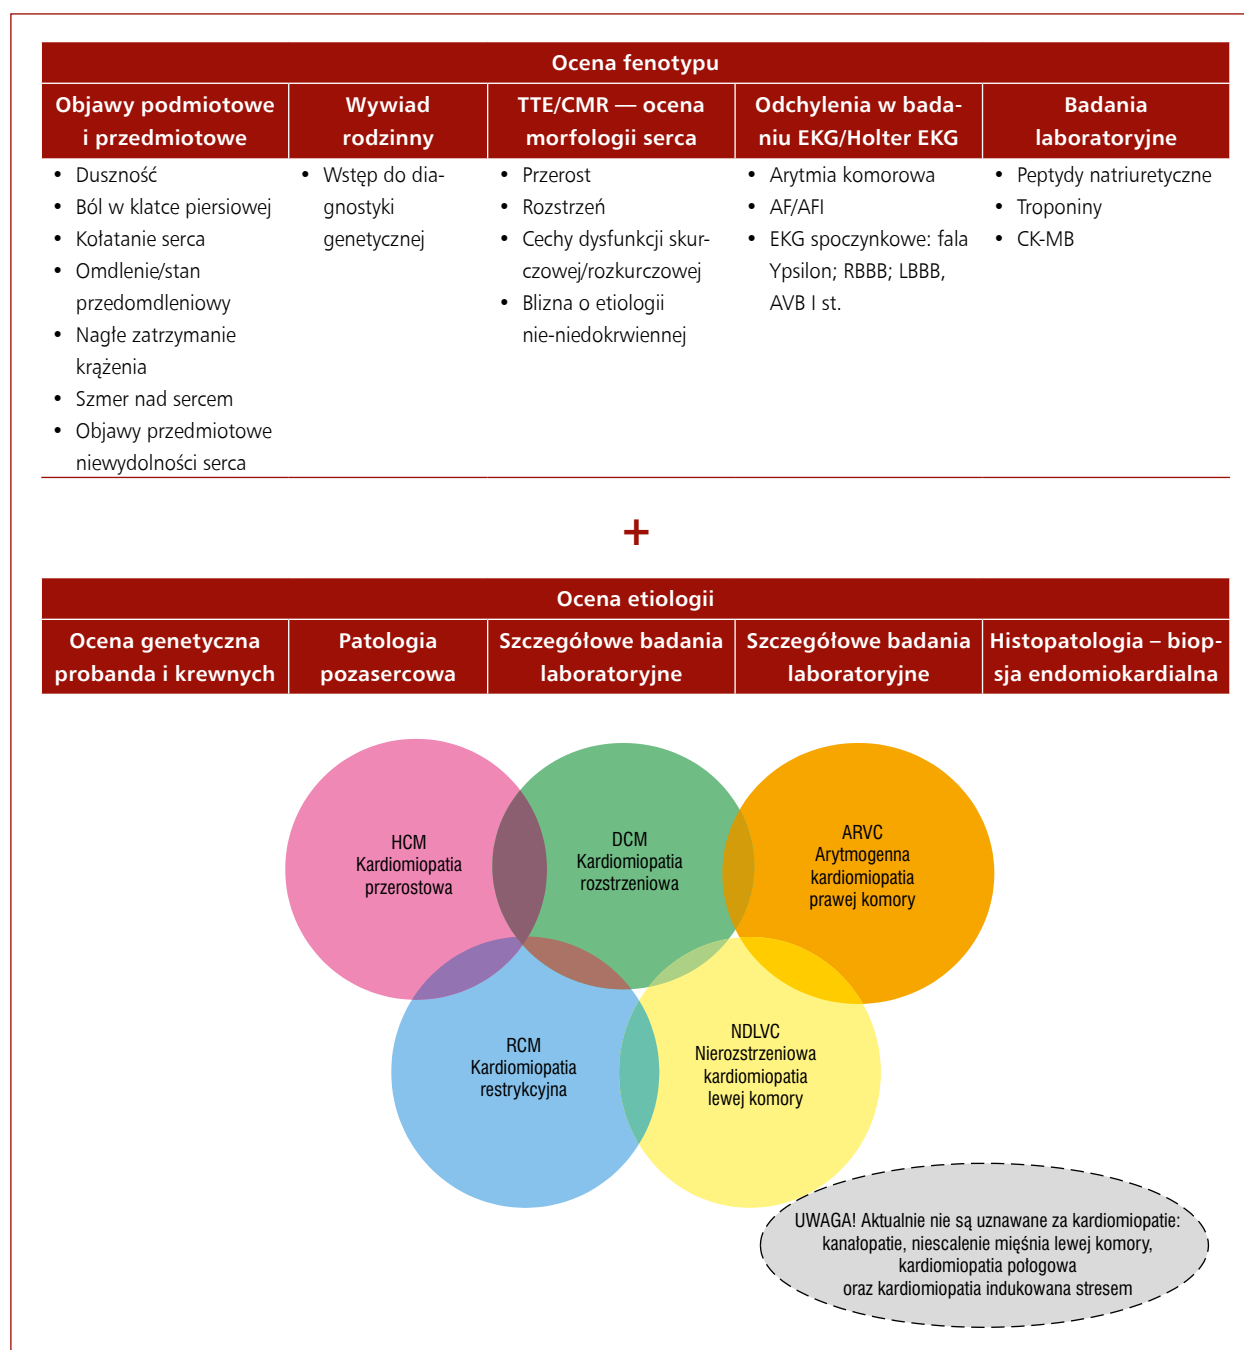 Ocena fenotypu
Objawy podmiotowe
i przedmiotowe
Wywiad
rodzinny
TTE/CMR — ocena
morfologii serca
Odchylenia w bada-
niu EKG/Holter EKG
Badania
laboratoryjne
• Duszność
• Ból w klatce piersiowej
• Kołatanie serca
• Omdlenie/stan
przedomdleniowy
• Nagłe zatrzymanie
krążenia
• Szmer nad sercem
• Objawy przedmiotowe
niewydolności serca
• Wstęp do dia-
gnostyki
genetycznej
• Przerost
• Rozstrzeń
• Cechy dysfunkcji skur-
czowej/rozkurczowej
• Blizna o etiologii
nie-niedokrwiennej
• Arytmia komorowa
• AF/AFI
• EKG spoczynkowe: fala
Ypsilon; RBBB; LBBB,
AVB I st.
• Peptydy natriuretyczne
• Troponiny
• CK-MB
+
Ocena etiologii
Ocena genetyczna
probanda i krewnych
Patologia
pozasercowa
Szczegółowe badania
laboratoryjne
Szczegółowe badania
laboratoryjne
Histopatologia – biop-
sja endomiokardialna
HCM
Kardiomiopatia
przerostowa
DCM
Kardiomiopatia
rozstrzeniowa
ARVC
Arytmogenna
kardiomiopatia
prawej komory
RCM
Kardiomiopatia
restrykcyjna
NDLVC
Nierozstrzeniowa
kardiomiopatia
lewej komory
UWAGA! Aktualnie nie są uznawane za kardiomiopatie:
kanałopatie, niescalenie mięśnia lewej komory,
kardiomiopatia połogowa
oraz kardiomiopatia indukowana stresem